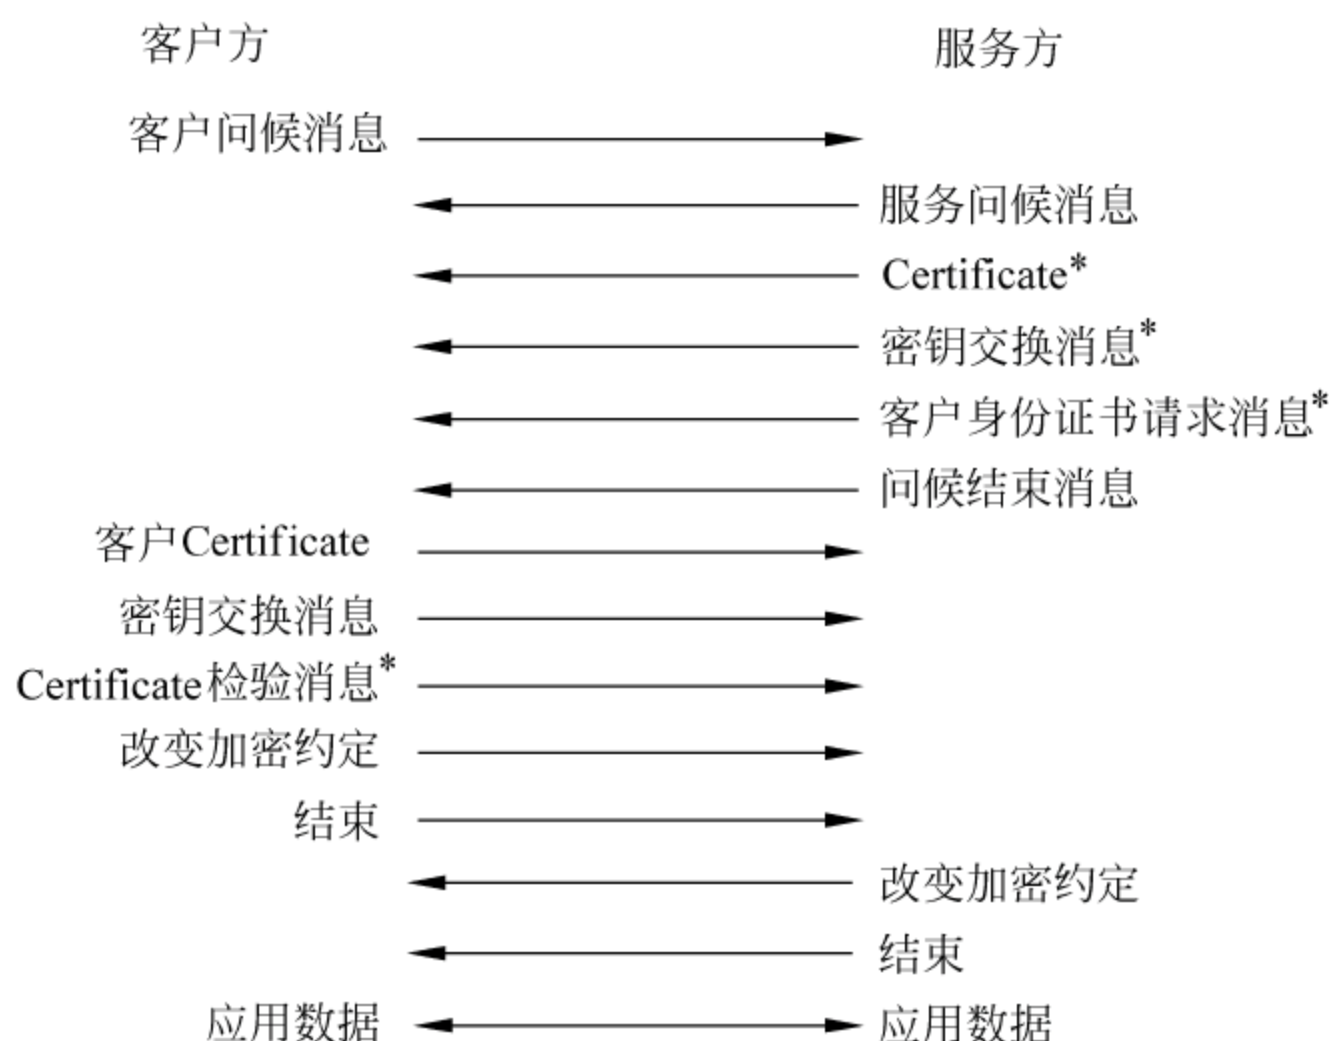 客户方 服务方
客户问候消息
服务问候消息
Certificate*
密钥交换消息*
客户身份证书请求消息*
问候结束消息
客户Certificate
密钥交换消息
Certificate检验消息*
改变加密约定
结束
改变加密约定
结束
应用数据 应用数据